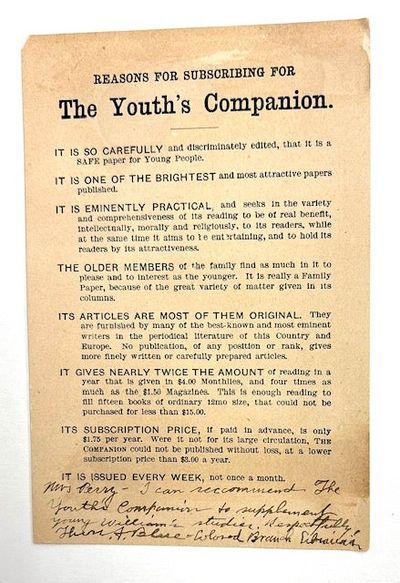 REASONS FOR SUBSCRIBING FOR
The Youth's Companion.
IT IS SO CAREFULLY and discriminately edited, that it is a
SAFE paper for Young People.
IT IS ONE OF THE BRIGHTEST and most attractive papers
published.
IT IS EMINENTLY PRACTICAL, and seeks in the variety
and comprehensiveness of its reading to be of real benefit,
intellectually, morally and religiously, to its readers, while
at the same time it aims to be entertaining, and to hold its
readers by its attractiveness.
THE OLDER MEMBERS of the family find as much in it to
please and to interest as the younger. It is really a Family
Paper, because of the great variety of matter given in its
columns.
ITS ARTICLES ARE MOST OF THEM ORIGINAL. They
are furnished by many of the best-known and most eminent
writers in the periodical literature of this Country and
Europe. No publication, of any position or rank, gives
more finely written or carefully prepared articles.
IT GIVES NEARLY TWICE THE AMOUNT of reading in a
year that is given in $4.00 Monthlies, and four times as
much as the $1.50 Magazines. This is enough reading to
fill fifteen books of ordinary 12mo size, that could not be
purchased for less than $15.00.
ITS SUBSCRIPTION PRICE, if paid in advance, is only
$1.75 per year. Were it not for its large circulation, THE
COMPANION could not be published without loss, at a lower
subscription price than $3.00 a year.
IT IS ISSUED EVERY WEEK, not once a month.
Mrs Perry - I can reccommend The
Youth's Companion to supplement
young William's studies. Respectfully,
Thos. F Blue - Colored Branch Librarian